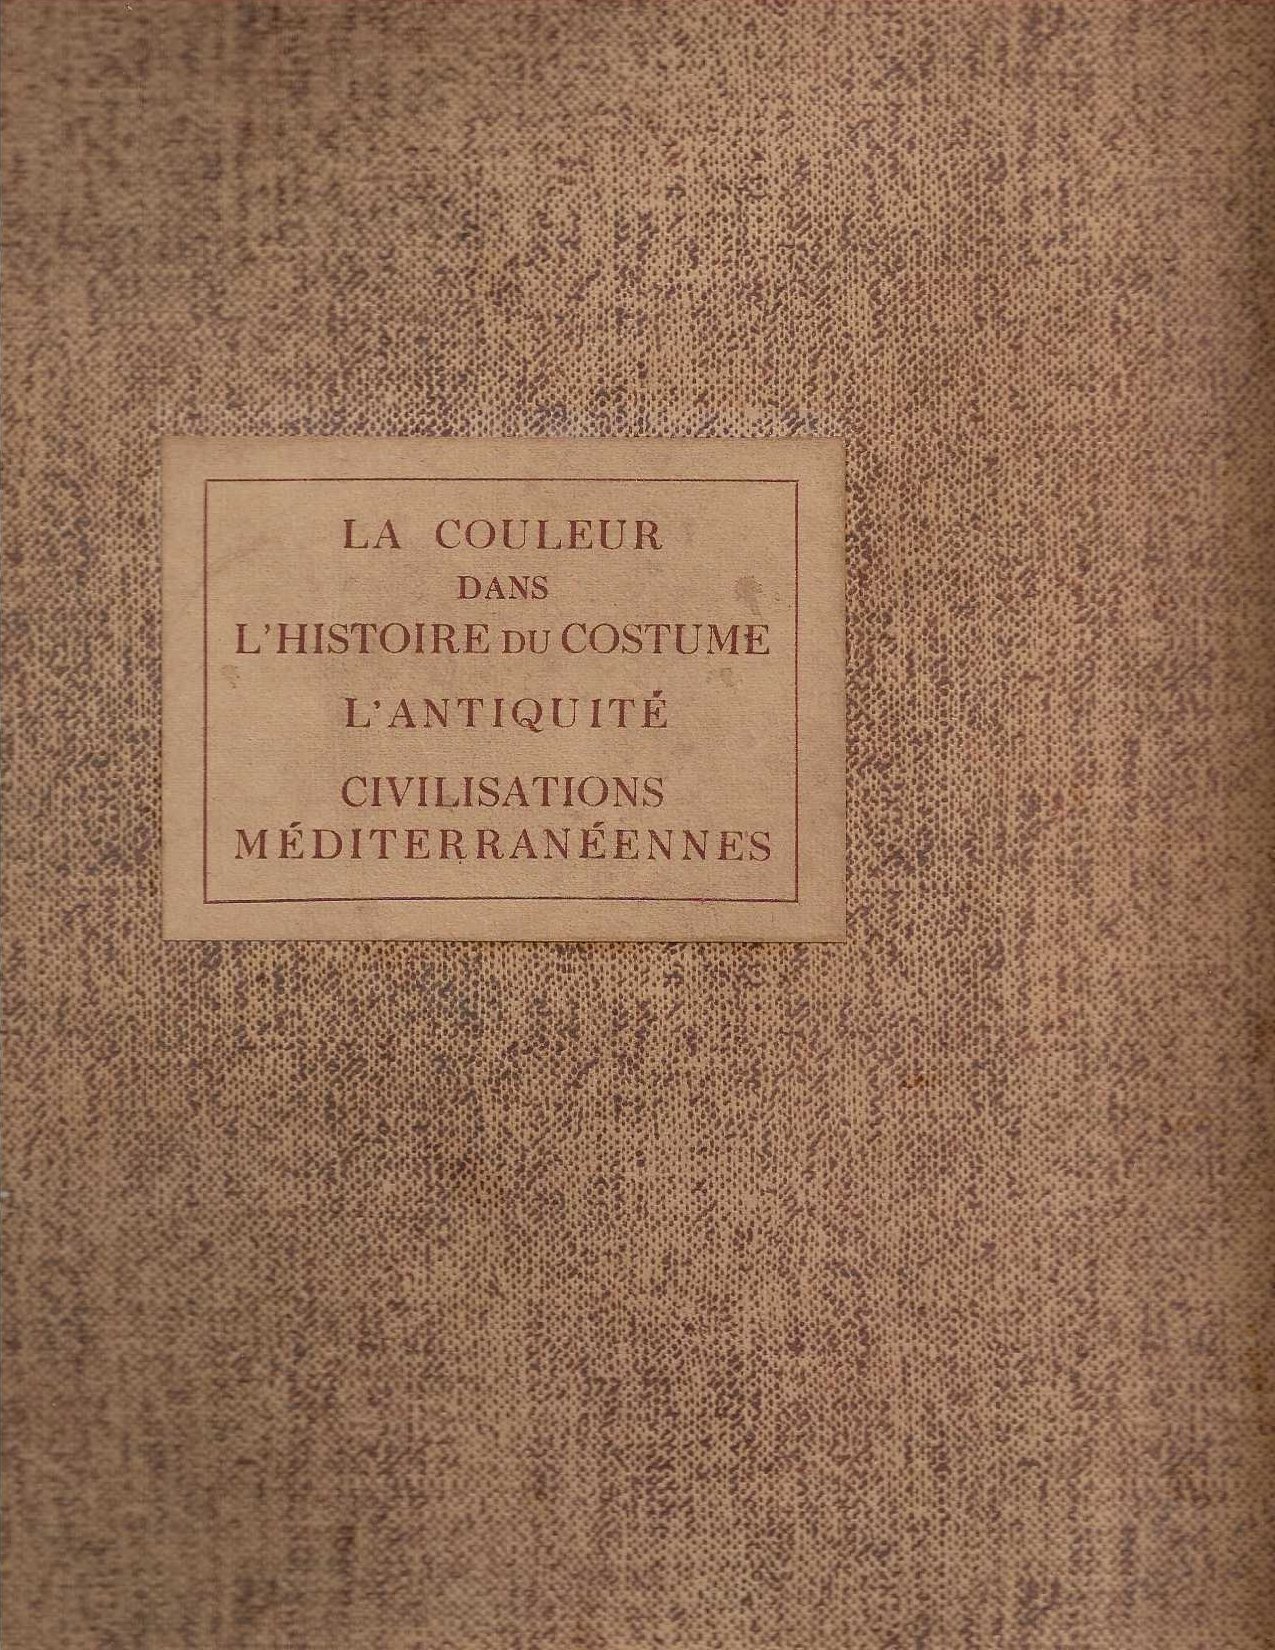 LA COULEUR
DANS
L'HISTOIRE DU COSTUME
L'ANTIQUITÉ
CIVILISATIONS
MÉDITERRANÉENNES